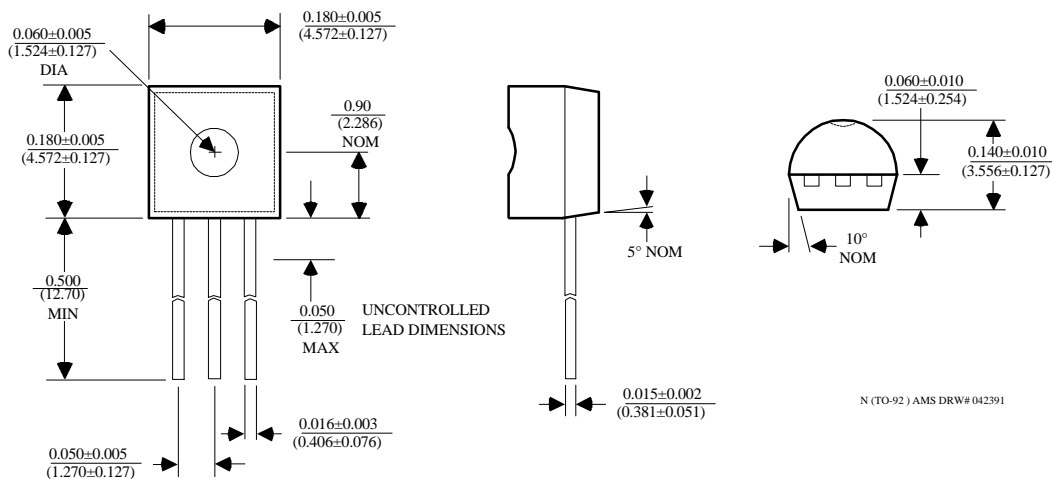 0.180±0.005
(4.572±0.127)
0.060±0.005
(1.524±0.127)
DIA
0.90
(2.286)
NOM
0.180±0.005
(4.572±0.127)
0.060±0.010
(1.524±0.254)
0.140±0.010
(3.556±0.127)
5° NOM
10°
NOM
0.500
(12.70)
MIN
0.050
(1.270)
MAX
UNCONTROLLED
LEAD DIMENSIONS
0.015±0.002
(0.381±0.051)
N (TO-92 ) AMS DRW# 042391
0.016±0.003
(0.406±0.076)
0.050±0.005
(1.270±0.127)